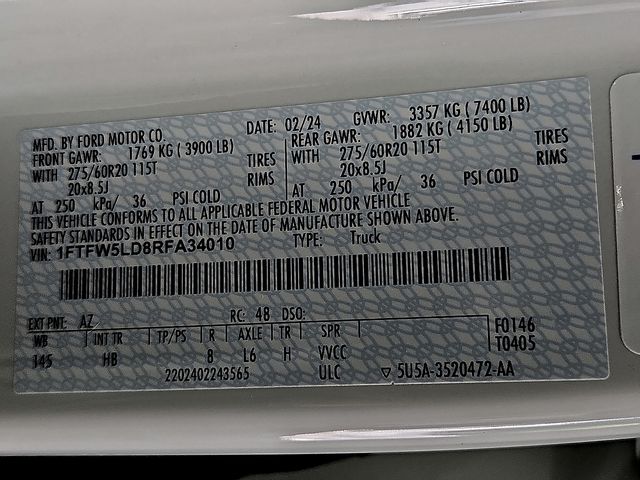 MFD. BY FORD MOTOR CO. DATE: 02/24 GVWR: 3357 KG (7400 LB)
FRONT GAWR: 1769 KG (3900 LB) REAR GAWR: 1882 KG (4150 LB)
WITH 275/60R20 115T TIRES WITH 275/60R20 115T TIRES
20x8.5J RIMS 20x8.5J RIMS
AT 250 kPa/ 36 PSI COLD AT 250 kPa/ 36 PSI COLD
THIS VEHICLE CONFORMS TO ALL APPLICABLE FEDERAL MOTOR VEHICLE
SAFETY STANDARDS IN EFFECT ON THE DATE OF MANUFACTURE SHOWN ABOVE.
VIN: 1FTFW5LD8RFA34010 TYPE: Truck
EXT PNT: AZ RC: 48 DSO: F0146
WB INT TR TP/PS R AXLE TR SPR T0405
145 HB 8 L6 H VVCC
2202402243565 ULC ▽ 5U5A-3520472-AA